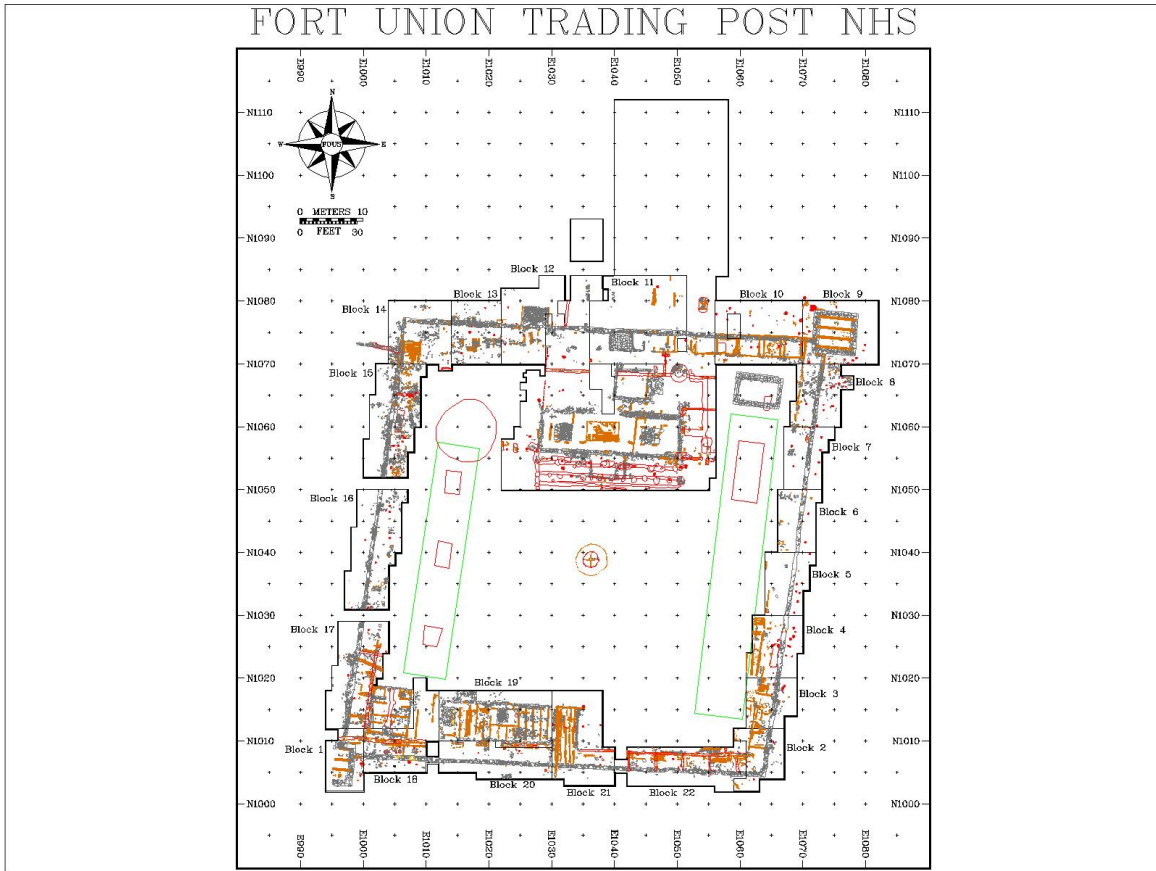 FORT UNION TRADING POST NHS
E990 E1000 E1010 E1020 E1030 E1040 E1050 E1060 E1070 E1080
N1110 N1110
N
W FOUS E
S
N1100 N1100
0 METERS 10
0 FEET 30
N1090 N1090
Block 12
Block 11
Block 13
Block 10
Block 9
N1080 N1080
Block 14
N1070 N1070
Block 15
Block 8
N1060 N1060
Block 7
N1050 N1050
Block 16
Block 6
N1040 N1040
Block 5
N1030 N1030
Block 17
Block 4
N1020 N1020
Block 19
Block 3
N1010 N1010
Block 1
Block 2
Block 18
Block 20
Block 21
Block 22
N1000 N1000
E990 E1000 E1010 E1020 E1030 E1040 E1050 E1060 E1070 E1080